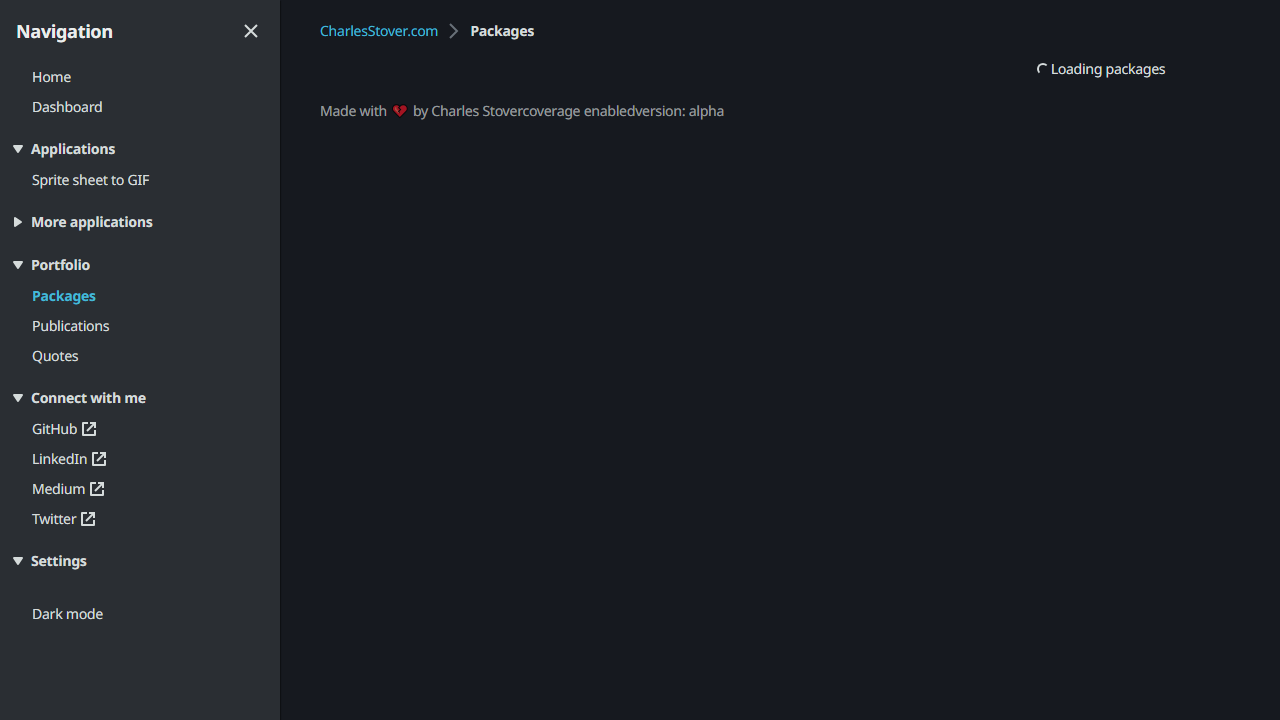 Navigation
Home
Dashboard
Applications
Sprite sheet to GIF
More applications
Portfolio
Packages
Publications
Quotes
Connect with me
GitHub
LinkedIn
Medium
Twitter
Settings
Dark mode
CharlesStover.com Packages
Loading packages
Made with by Charles Stovercoverage enabledversion: alpha